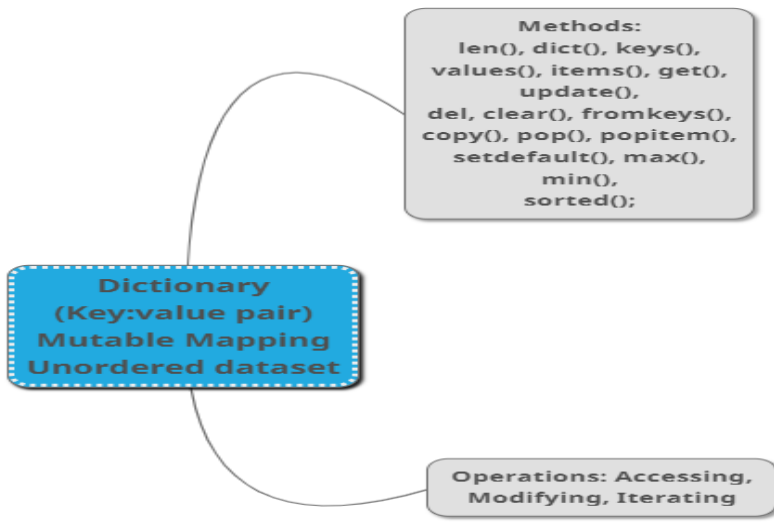 Methods:
len(), dict(), keys(),
values(), items(), get(),
update(),
del, clear(), fromkeys(),
copy(), pop(), popitem(),
setdefault(), max(),
min(),
sorted();
Dictionary
(Key:value pair)
Mutable Mapping
Unordered dataset
Operations: Accessing,
Modifying, Iterating